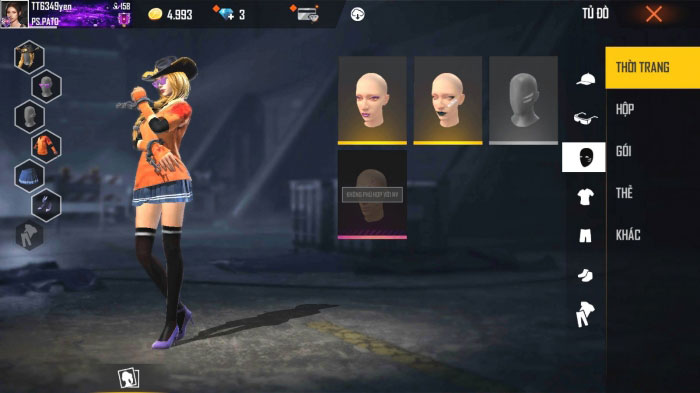 TT6349yen
PS.PATO
158
4.993
3
TỦ ĐỒ
THỜI TRANG
HỘP
GÓI
THẺ
KHÁC
KHÔNG PHÙ HỢP VỚI NV